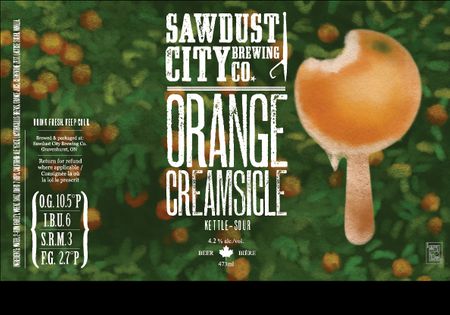 SAWDUST
CITY BREWING CO.
ORANGE
CREAMSICLE
KETTLE-SOUR
4.2 % alc./vol.
BEER BIÈRE
473ml
DRINK FRESH. KEEP COLD.
Brewed & packaged at:
Sawdust City Brewing Co.
Gravenhurst, ON
Return for refund
where applicable /
Consignée là où
la loi le prescrit
O.G. 10.5°P
I.B.U. 6
S.R.M. 3
F.G. 2.7°P